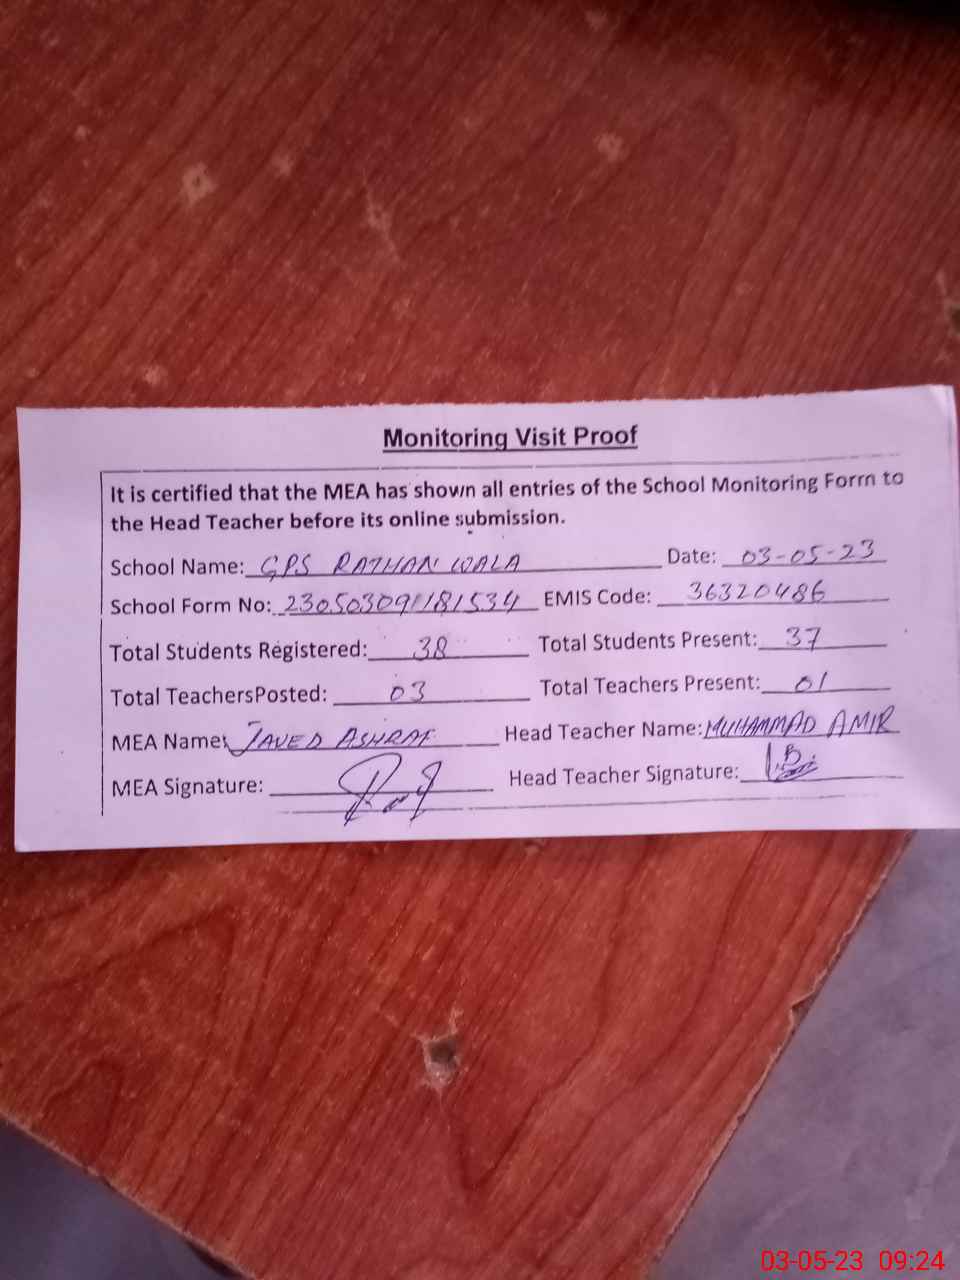 Monitoring Visit Proof
It is certified that the MEA has shown all entries of the School Monitoring Form to
the Head Teacher before its online submission.
School Name: GPS RATHAN WALA Date: 03-05-23
School Form No: 230503091181534 EMIS Code: 36320486
Total Students Registered: 38 Total Students Present: 37
Total TeachersPosted: 03 Total Teachers Present: 01
MEA Name: JAVED ASHRAF Head Teacher Name: MUHAMMAD AMIR
MEA Signature: Head Teacher Signature:
03-05-23 09:24